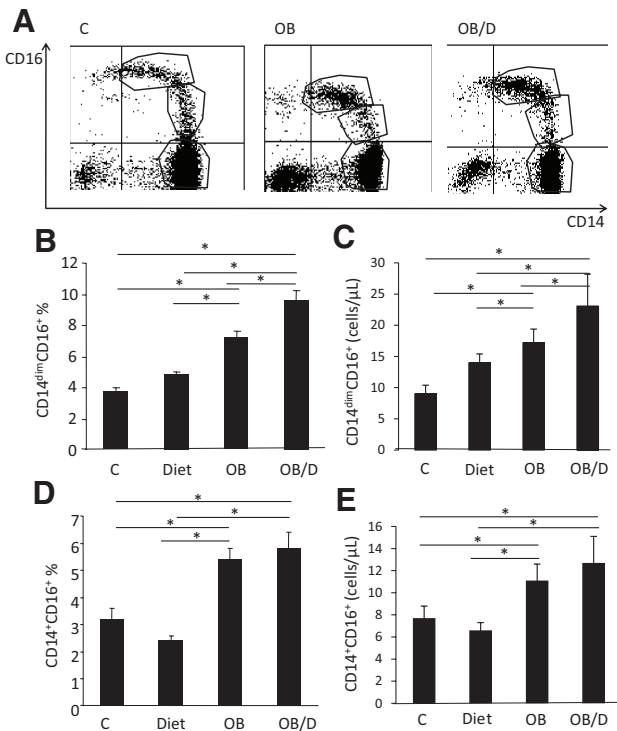 A
C
OB
OB/D
CD16
CD14
B
CD14ᵈⁱᵐCD16⁺ %
12
10
8
6
4
2
0
*
*
*
*
*
C Diet OB OB/D
C
CD14ᵈⁱᵐCD16⁺ (cells/µL)
30
25
20
15
10
5
0
*
*
*
*
*
C Diet OB OB/D
D
CD14⁺CD16⁺ %
7
6
5
4
3
2
1
0
*
*
*
*
C Diet OB OB/D
E
CD14⁺CD16⁺ (cells/µL)
16
14
12
10
8
6
4
2
0
*
*
*
*
C Diet OB OB/D